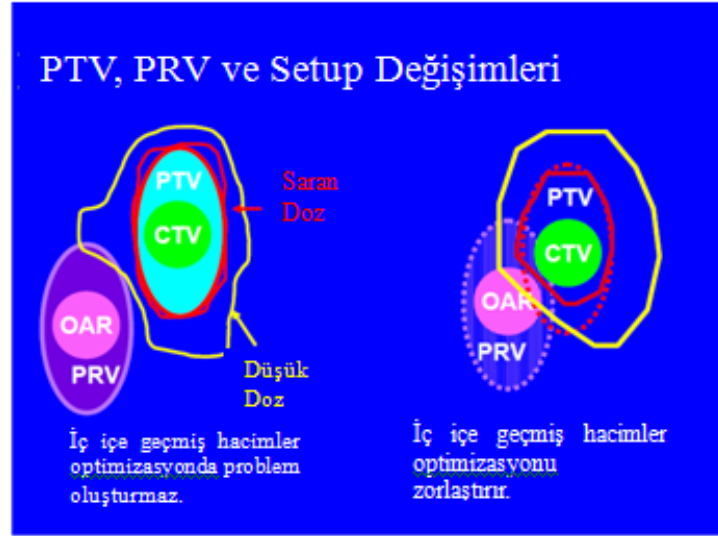 PTV, PRV ve Setup Değişimleri
PTV
CTV
OAR
PRV
Saran
Doz
Düşük
Doz
İç içe geçmiş hacimler
optimizasyonda problem
oluşturmaz.
PTV
CTV
OAR
PRV
İç içe geçmiş hacimler
optimizasyonu
zorlaştırır.